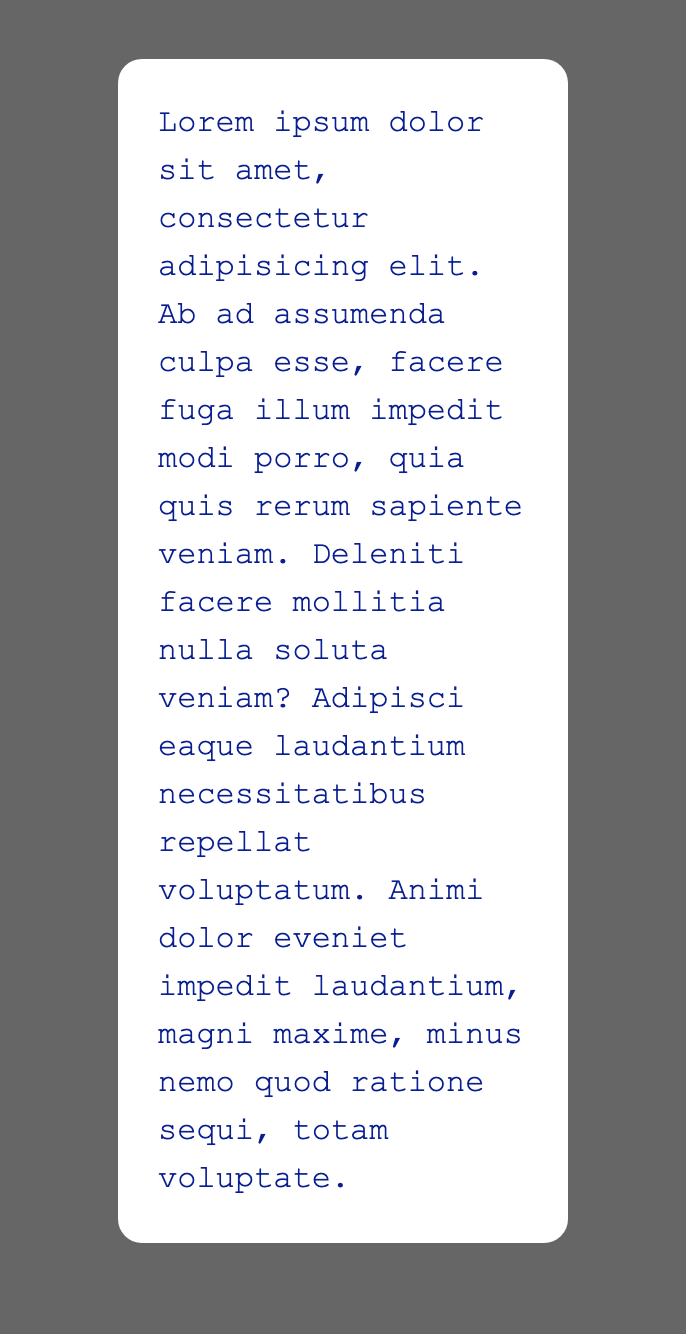 Lorem ipsum dolor
sit amet,
consectetur
adipisicing elit.
Ab ad assumenda
culpa esse, facere
fuga illum impedit
modi porro, quia
quis rerum sapiente
veniam. Deleniti
facere mollitia
nulla soluta
veniam? Adipisci
eaque laudantium
necessitatibus
repellat
voluptatum. Animi
dolor eveniet
impedit laudantium,
magni maxime, minus
nemo quod ratione
sequi, totam
voluptate.